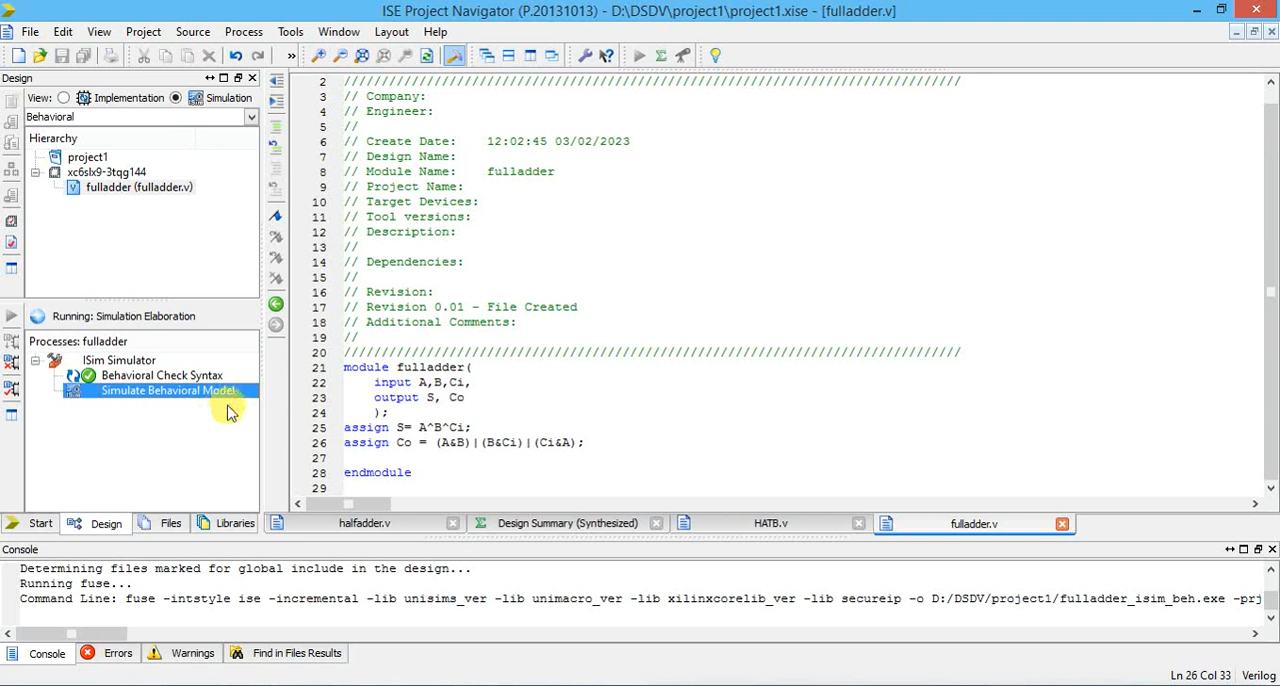 ISE Project Navigator (P.20131013) - D:\DSDV\project1\project1.xise - [fulladder.v]
File Edit View Project Source Process Tools Window Layout Help
Design
View: Implementation Simulation
Behavioral
Hierarchy
project1
xc6slx9-3tqg144
fulladder (fulladder.v)
Running: Simulation Elaboration
Processes: fulladder
ISim Simulator
Behavioral Check Syntax
Simulate Behavioral Model
Start Design Files Libraries
2 ////////////////////////////////////////////////////////////////////////////////// 
3 // Company:
4 // Engineer:
5 //
6 // Create Date: 12:02:45 03/02/2023
7 // Design Name:
8 // Module Name: fulladder
9 // Project Name:
10 // Target Devices:
11 // Tool versions:
12 // Description:
13 //
14 // Dependencies:
15 //
16 // Revision:
17 // Revision 0.01 - File Created
18 // Additional Comments:
19 //
20 //////////////////////////////////////////////////////////////////////////////////
21 module fulladder(
22 input A,B,Ci,
23 output S, Co
24 );
25 assign S= A^B^Ci;
26 assign Co = (A&B)|(B&Ci)|(Ci&A);
27
28 endmodule
29
halfadder.v Design Summary (Synthesized) HATB.v fulladder.v
Console
Determining files marked for global include in the design...
Running fuse...
Command Line: fuse -intstyle ise -incremental -lib unisims_ver -lib unimacro_ver -lib xilinxcorelib_ver -lib secureip -o D:/DSDV/project1/fulladder_isim_beh.exe -prj
Console Errors Warnings Find in Files Results
Ln 26 Col 33 Verilog